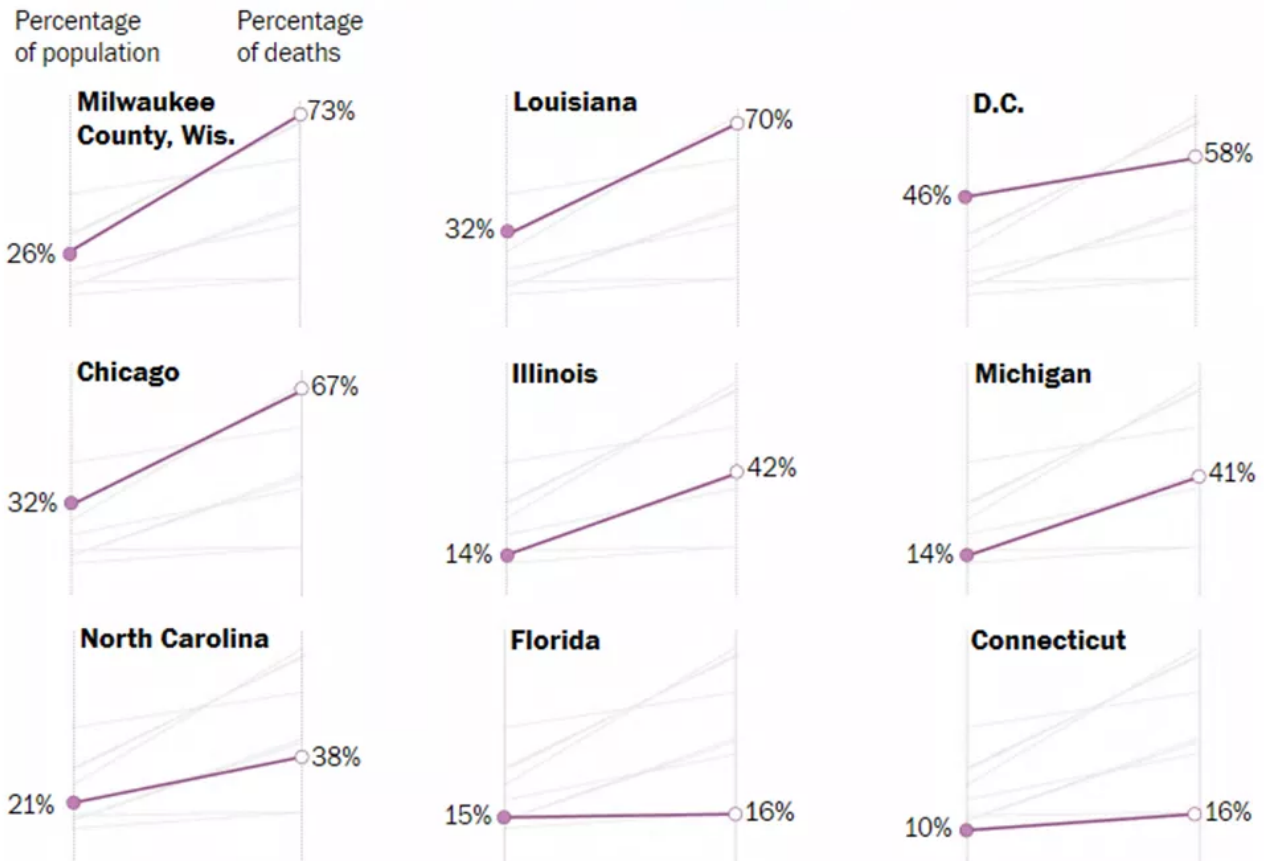 Percentage
of population
Percentage
of deaths
Milwaukee
County, Wis.
26%
73%
Louisiana
32%
70%
D.C.
46%
58%
Chicago
32%
67%
Illinois
14%
42%
Michigan
14%
41%
North Carolina
21%
38%
Florida
15%
16%
Connecticut
10%
16%